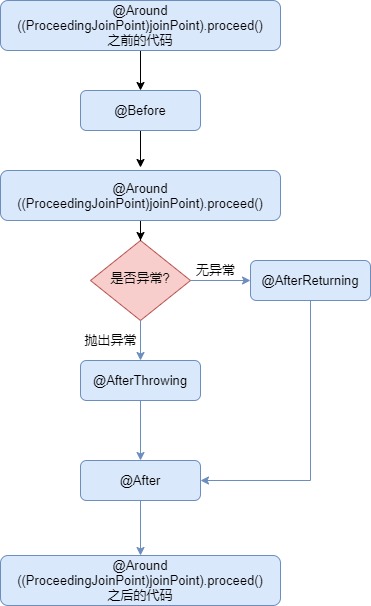 @Around
((ProceedingJoinPoint)joinPoint).proceed()
之前的代码
@Before
@Around
((ProceedingJoinPoint)joinPoint).proceed()
是否异常?
无异常
@AfterReturning
抛出异常
@AfterThrowing
@After
@Around
((ProceedingJoinPoint)joinPoint).proceed()
之后的代码